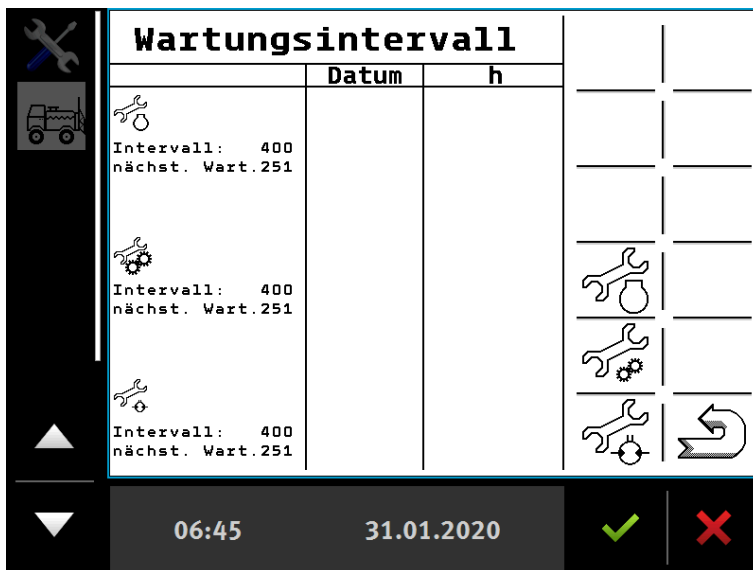 Wartungsintervall
Datum h
Intervall: 400
nächst. Wart.251
Intervall: 400
nächst. Wart.251
Intervall: 400
nächst. Wart.251
06:45 31.01.2020